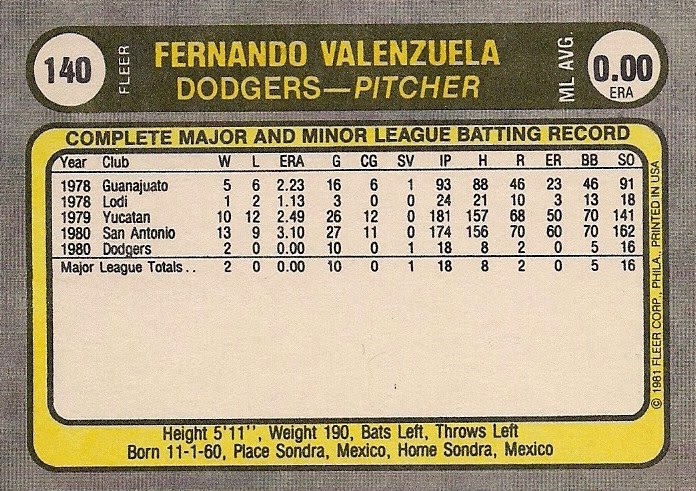 140 FLEER FERNANDO VALENZUELA ML AVG. 0.00
DODGERS—PITCHER ERA
COMPLETE MAJOR AND MINOR LEAGUE BATTING RECORD
Year Club W L ERA G CG SV IP H R ER BB SO
1978 Guanajuato 5 6 2.23 16 6 1 93 88 46 23 46 91
1978 Lodi 1 2 1.13 3 0 0 24 21 10 3 13 18
1979 Yucatan 10 12 2.49 26 12 0 181 157 68 50 70 141
1980 San Antonio 13 9 3.10 27 11 0 174 156 70 60 70 162
1980 Dodgers 2 0 0.00 10 0 1 18 8 2 0 5 16
Major League Totals . . 2 0 0.00 10 0 1 18 8 2 0 5 16
© 1981 FLEER CORP., PHILA., PRINTED IN USA
Height 5'11", Weight 190, Bats Left, Throws Left
Born 11-1-60, Place Sondra, Mexico, Home Sondra, Mexico